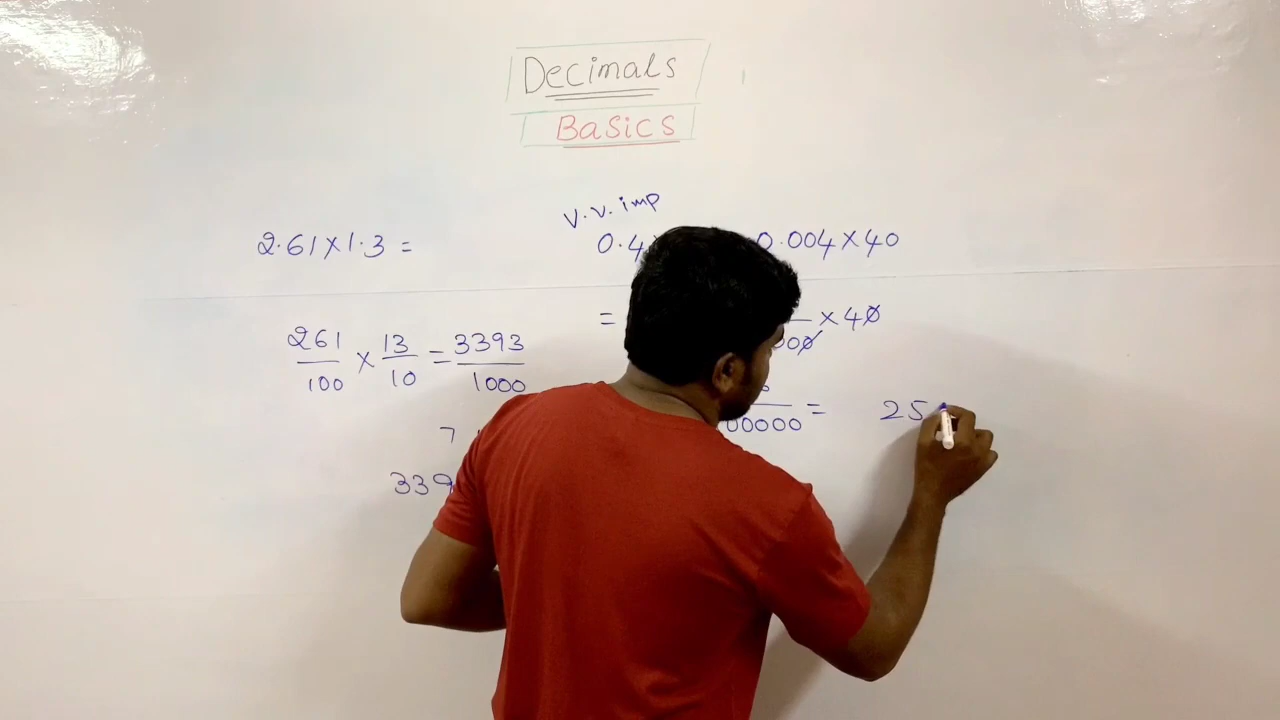 Decimals
Basics
V. V. imp
2.61 X 1.3 =
0.4
0.004 X 40
=
X 40
261/100 X 13/10 = 3393/1000
00000 =
25
7
339